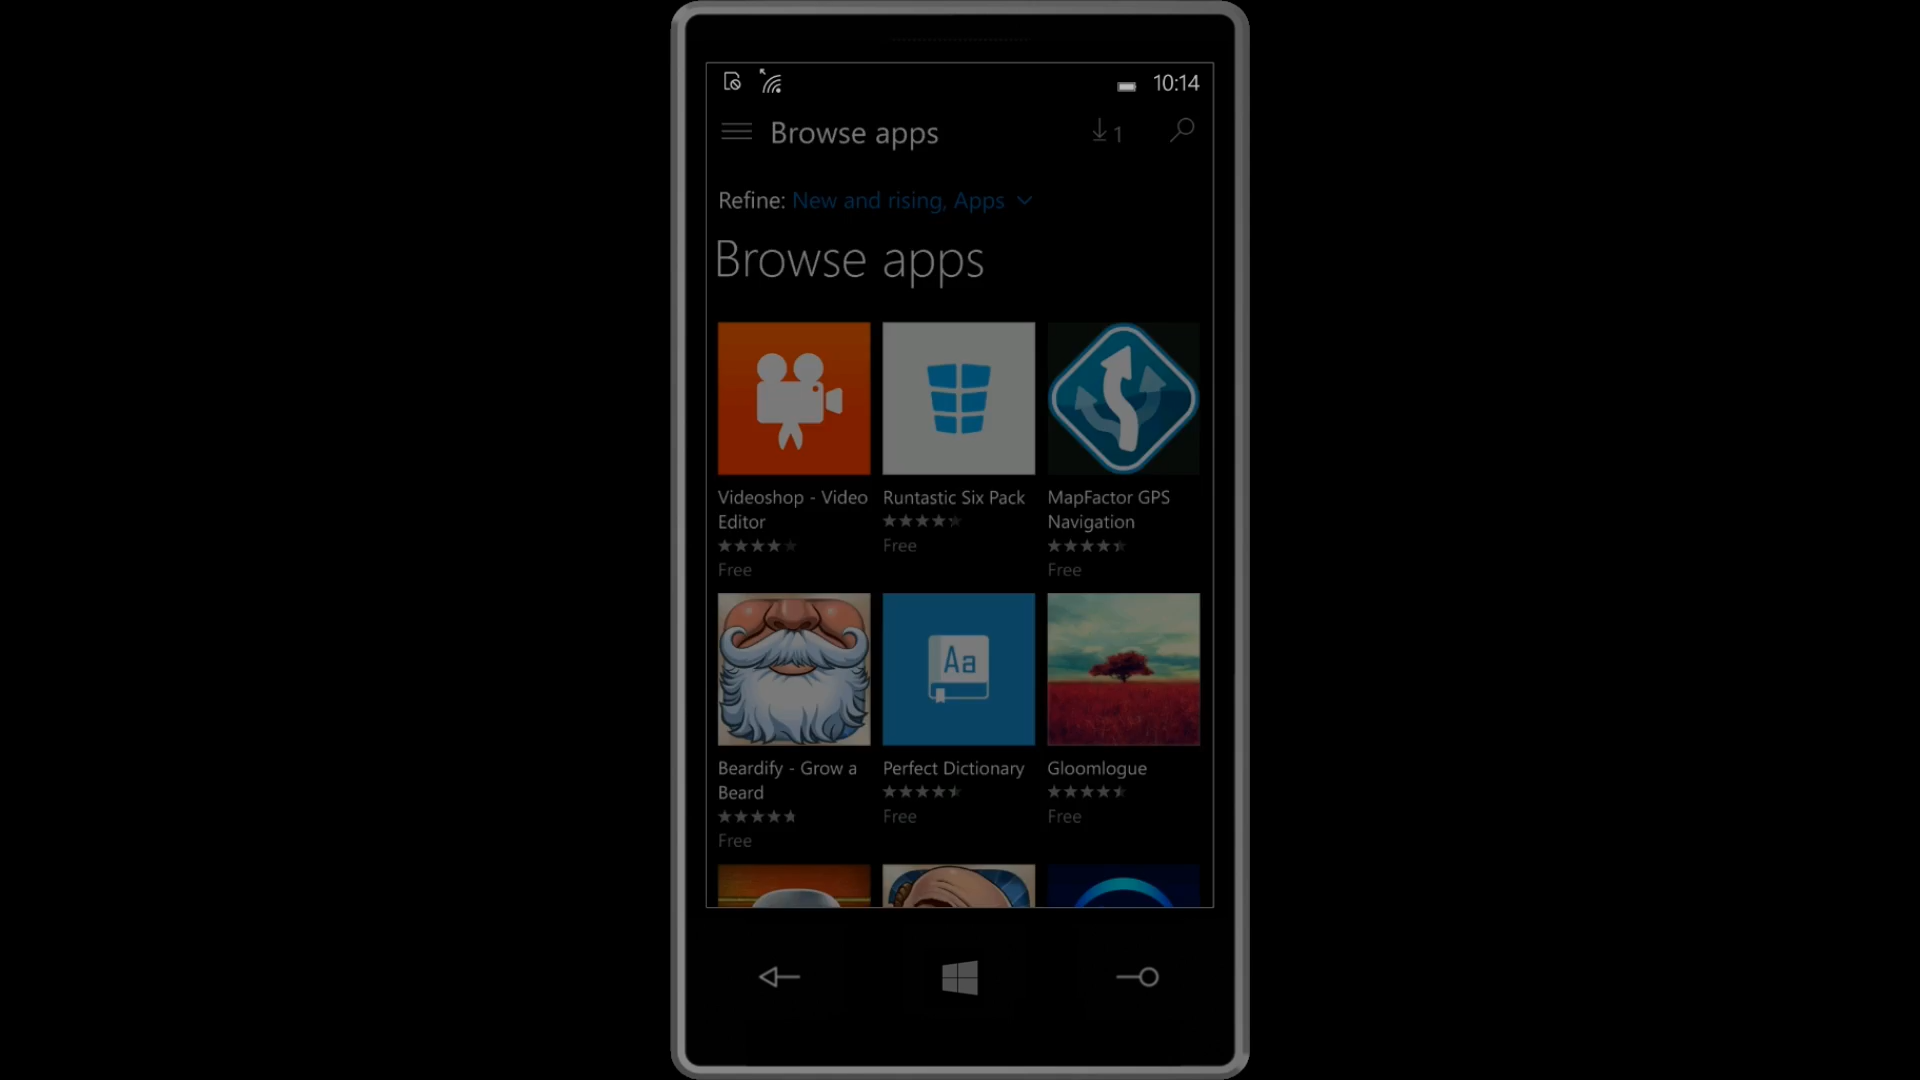 10:14
Browse apps
1
Refine: New and rising, Apps
Browse apps
Videoshop - Video
Editor
Free
Runtastic Six Pack
Free
MapFactor GPS
Navigation
Free
Aa
Beardify - Grow a
Beard
Free
Perfect Dictionary
Free
Gloomlogue
Free